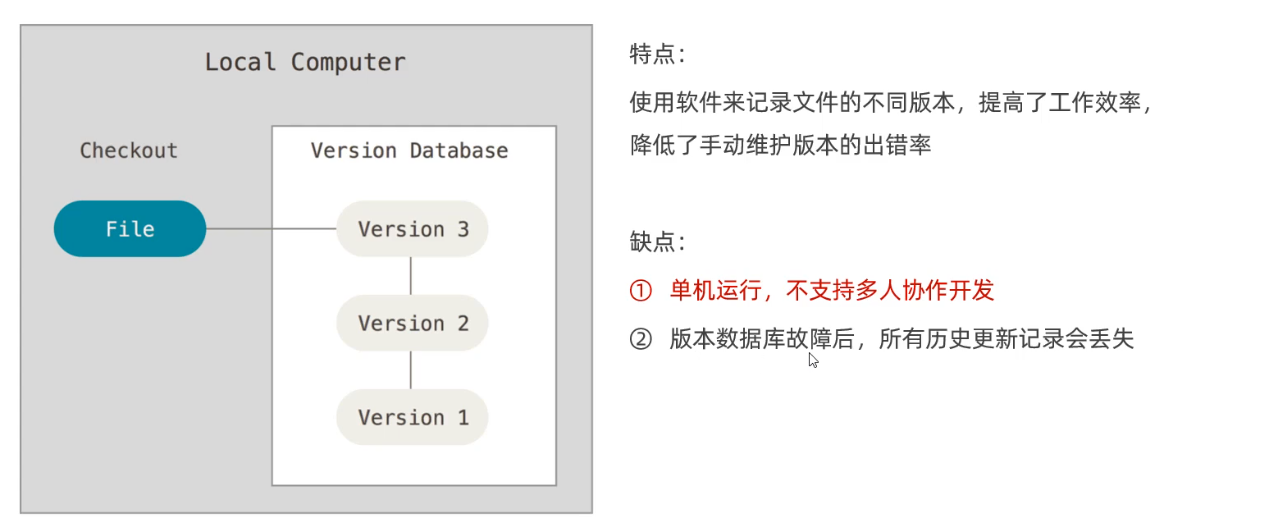 Local Computer
Checkout
Version Database
File
Version 3
Version 2
Version 1
特点：
使用软件来记录文件的不同版本，提高了工作效率，
降低了手动维护版本的出错率
缺点：
① 单机运行，不支持多人协作开发
② 版本数据库故障后，所有历史更新记录会丢失